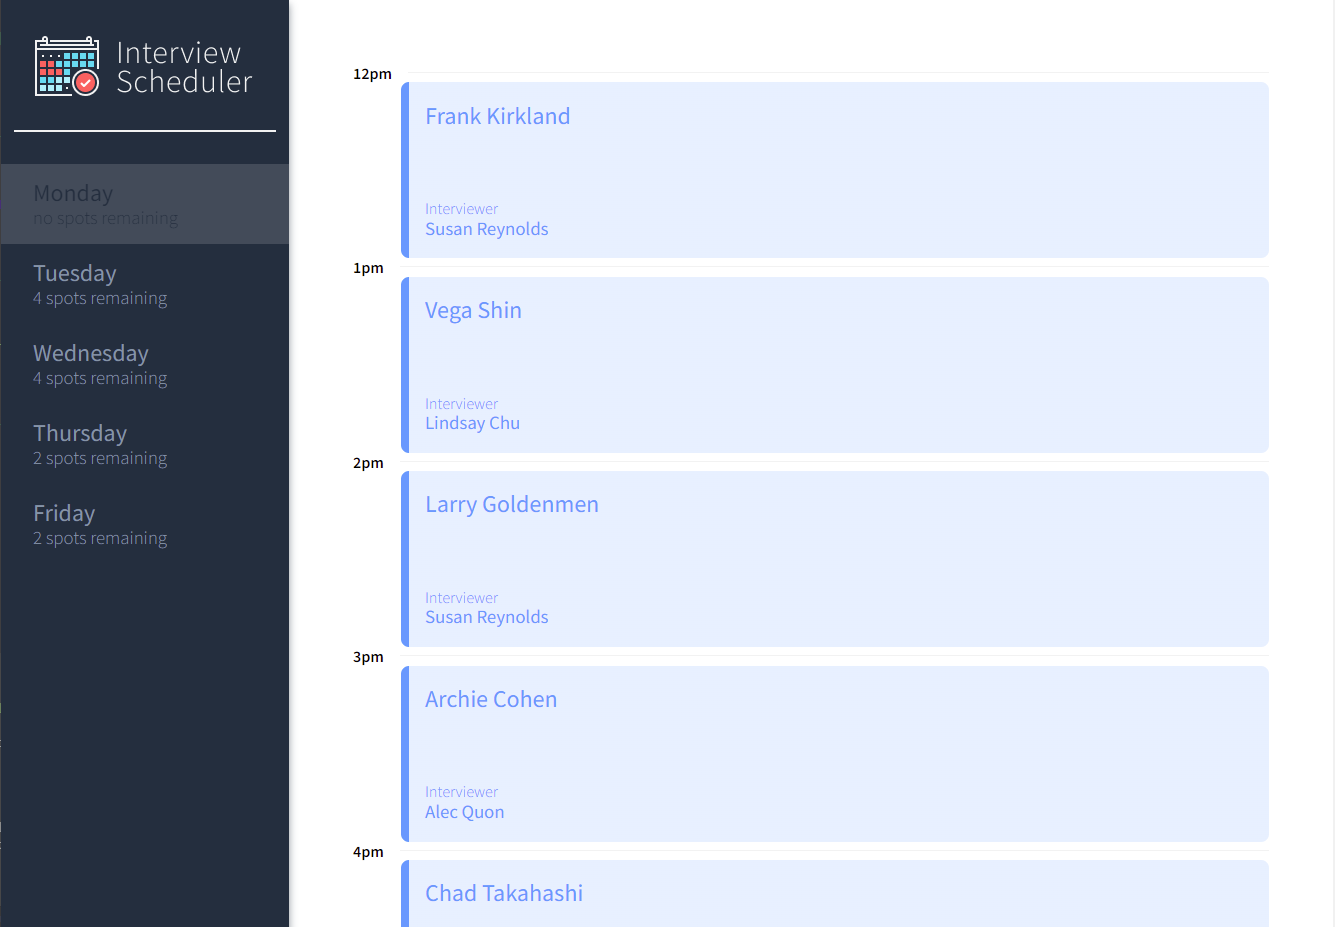 Interview
Scheduler
Monday
no spots remaining
Tuesday
4 spots remaining
Wednesday
4 spots remaining
Thursday
2 spots remaining
Friday
2 spots remaining
12pm
Frank Kirkland
Interviewer
Susan Reynolds
1pm
Vega Shin
Interviewer
Lindsay Chu
2pm
Larry Goldenmen
Interviewer
Susan Reynolds
3pm
Archie Cohen
Interviewer
Alec Quon
4pm
Chad Takahashi